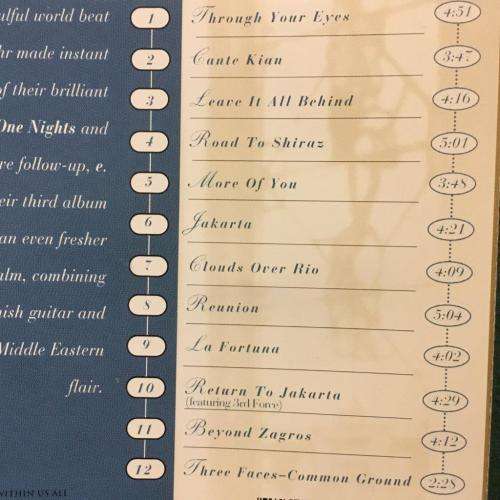 ulful world beat
hr made instant
of their brilliant
One Nights and
re follow-up, e.
eir third album
an even fresher
alm, combining
nish guitar and
Middle Eastern
flair.
WITHIN US ALL
1 Through Your Eyes 4:51
2 Cante Kian 3:47
3 Leave It All Behind 4:16
4 Road To Shiraz 5:01
5 More Of You 3:48
6 Jakarta 4:21
7 Clouds Over Rio 4:09
8 Reunion 5:04
9 La Fortuna 4:02
10 Return To Jakarta 4:29
(featuring 3rd Force)
11 Beyond Zagros 4:12
12 Three Faces–Common Ground 2:28